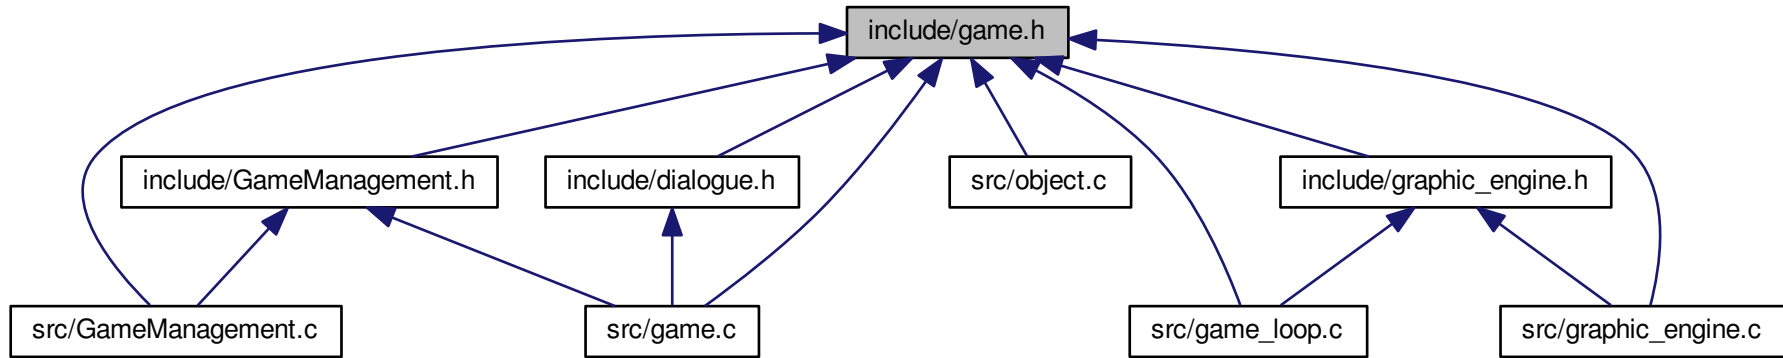 include/game.h
include/GameManagement.h
include/dialogue.h
src/object.c
include/graphic_engine.h
src/GameManagement.c
src/game.c
src/game_loop.c
src/graphic_engine.c